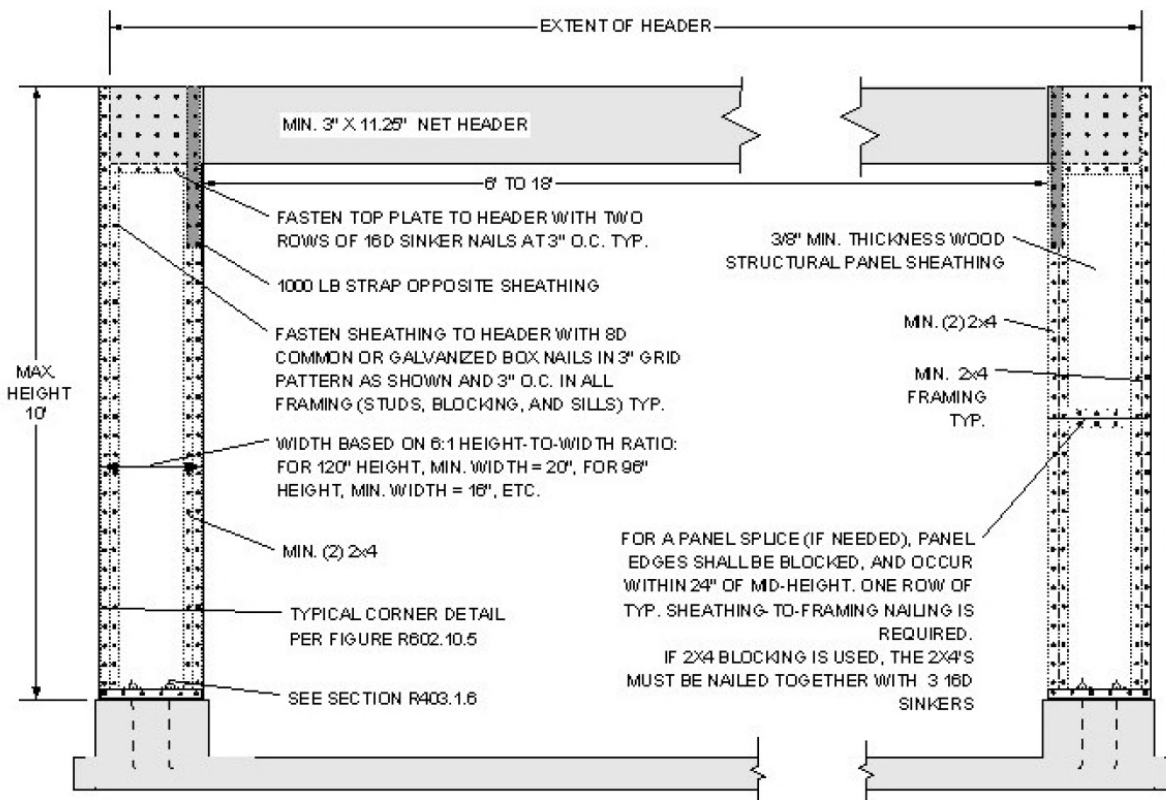 EXTENT OF HEADER
MIN. 3" X 11.25" NET HEADER
6' TO 18'
FASTEN TOP PLATE TO HEADER WITH TWO
ROWS OF 16D SINKER NAILS AT 3" O.C. TYP.
1000 LB STRAP OPPOSITE SHEATHING
FASTEN SHEATHING TO HEADER WITH 8D
COMMON OR GALVANIZED BOX NAILS IN 3" GRID
PATTERN AS SHOWN AND 3" O.C. IN ALL
FRAMING (STUDS, BLOCKING, AND SILLS) TYP.
MAX.
HEIGHT
10'
WIDTH BASED ON 6:1 HEIGHT-TO-WIDTH RATIO:
FOR 120" HEIGHT, MIN. WIDTH = 20", FOR 96"
HEIGHT, MIN. WIDTH = 16", ETC.
MIN. (2) 2x4
TYPICAL CORNER DETAIL
PER FIGURE R602.10.5
SEE SECTION R403.1.6
3/8" MIN. THICKNESS WOOD
STRUCTURAL PANEL SHEATHING
MIN. (2) 2x4
MIN. 2x4
FRAMING
TYP.
FOR A PANEL SPLICE (IF NEEDED), PANEL
EDGES SHALL BE BLOCKED, AND OCCUR
WITHIN 24" OF MID-HEIGHT. ONE ROW OF
TYP. SHEATHING-TO-FRAMING NAILING IS
REQUIRED.
IF 2X4 BLOCKING IS USED, THE 2X4'S
MUST BE NAILED TOGETHER WITH 3 16D
SINKERS